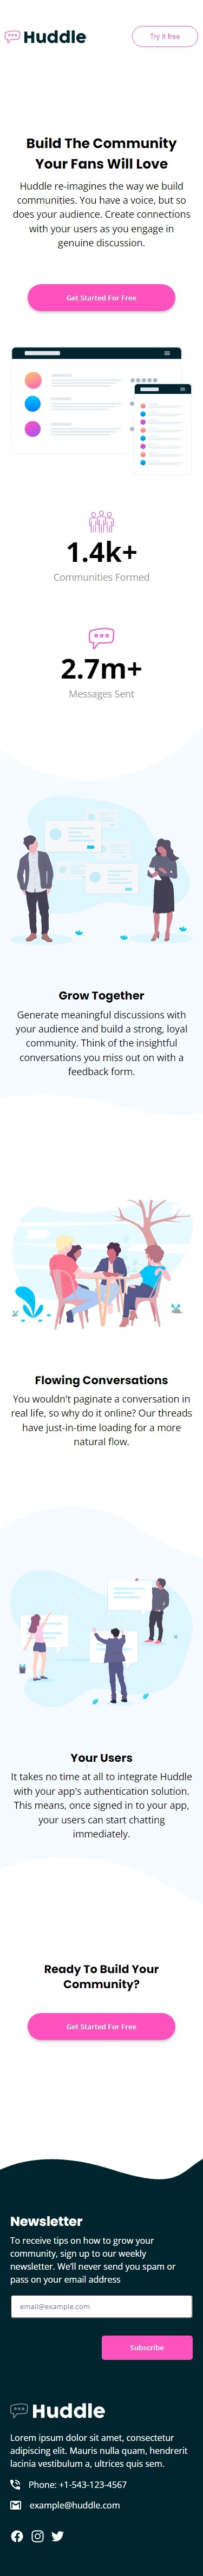 Huddle
Try it free
Build The Community
Your Fans Will Love
Huddle re-imagines the way we build
communities. You have a voice, but so
does your audience. Create connections
with your users as you engage in
genuine discussion.
Get Started For Free
1.4k+
Communities Formed
2.7m+
Messages Sent
Grow Together
Generate meaningful discussions with
your audience and build a strong, loyal
community. Think of the insightful
conversations you miss out on with a
feedback form.
Flowing Conversations
You wouldn't paginate a conversation in
real life, so why do it online? Our threads
have just-in-time loading for a more
natural flow.
Your Users
It takes no time at all to integrate Huddle
with your app's authentication solution.
This means, once signed in to your app,
your users can start chatting
immediately.
Ready To Build Your
Community?
Get Started For Free
Newsletter
To receive tips on how to grow your
community, sign up to our weekly
newsletter. We'll never send you spam or
pass on your email address
email@example.com
Subscribe
Huddle
Lorem ipsum dolor sit amet, consectetur
adipiscing elit. Mauris nulla quam, hendrerit
lacinia vestibulum a, ultrices quis sem.
Phone: +1-543-123-4567
example@huddle.com